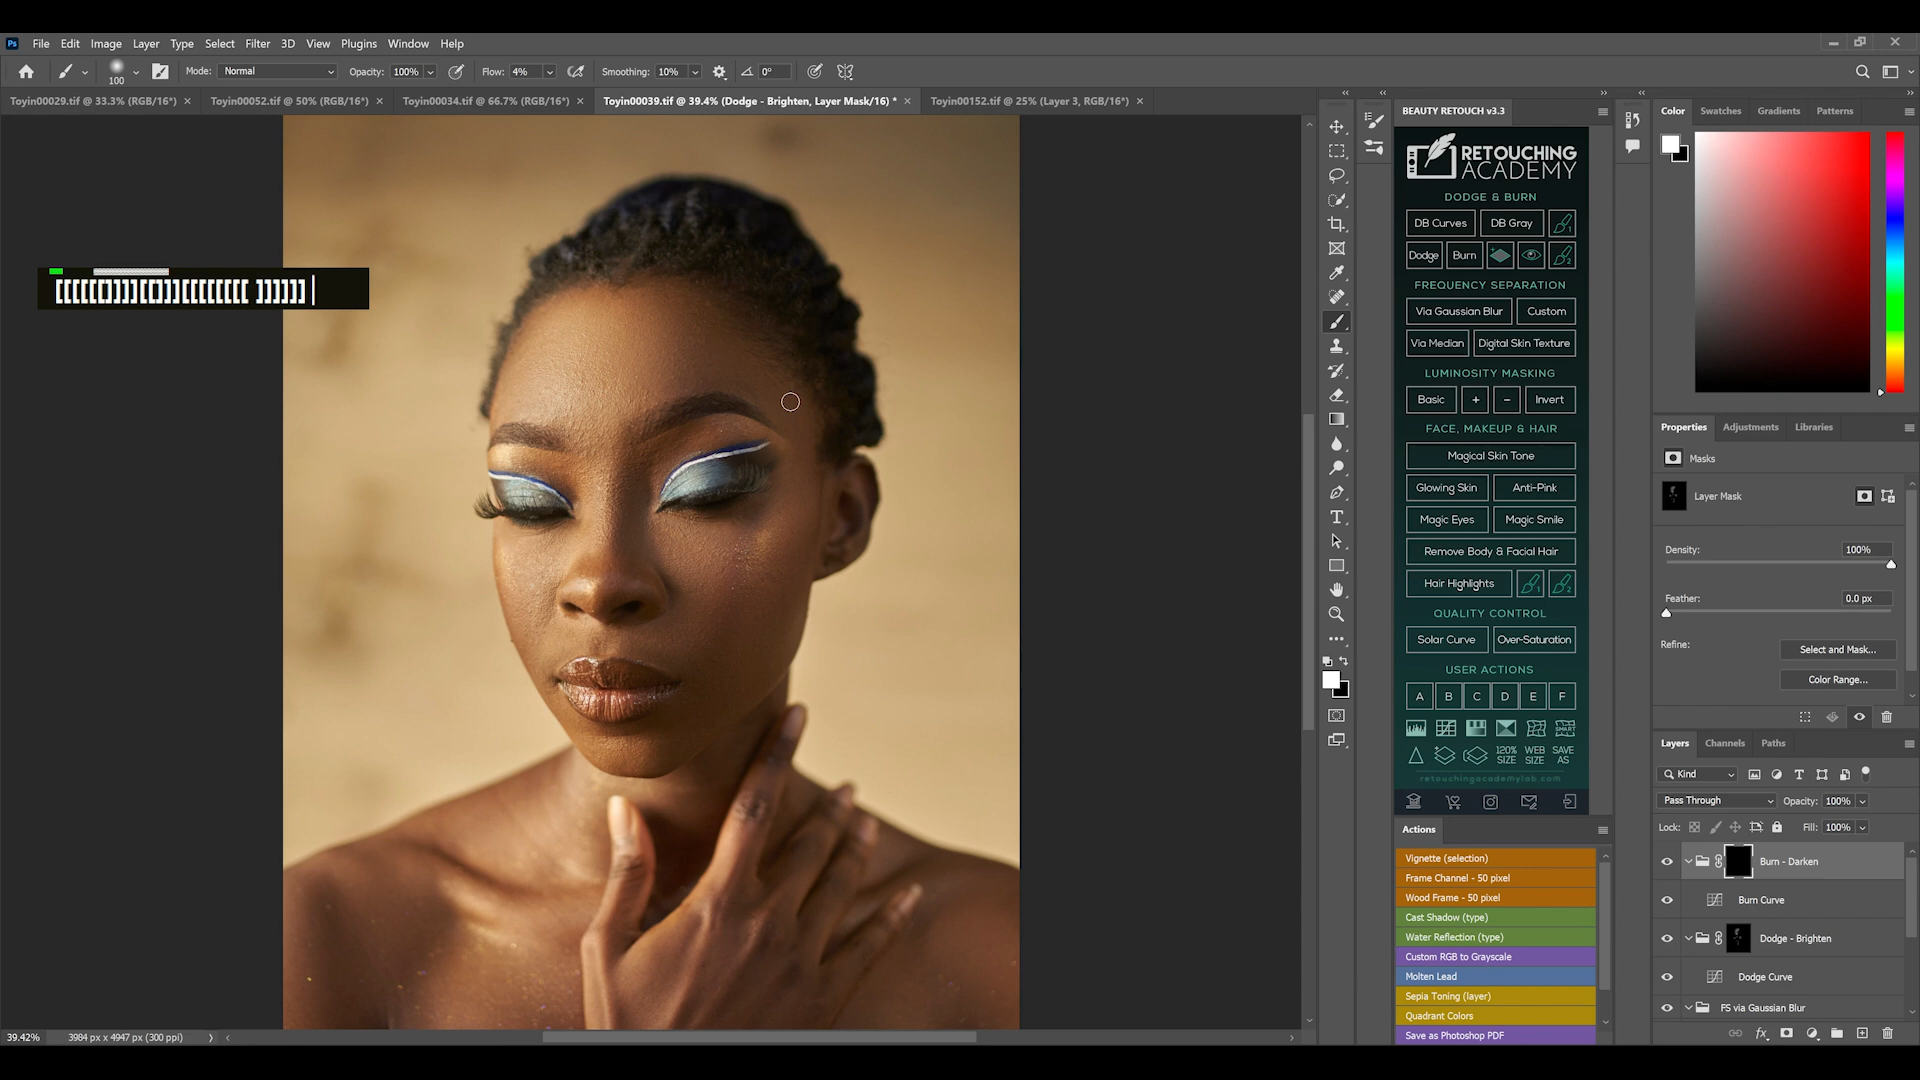 File Edit Image Layer Type Select Filter 3D View Plugins Window Help
100 Mode: Normal Opacity: 100% Flow: 4% Smoothing: 10% 0°
Toyin00029.tif @ 33.3% (RGB/16*) × Toyin00052.tif @ 50% (RGB/16*) × Toyin00034.tif @ 66.7% (RGB/16*) × Toyin00039.tif @ 39.4% (Dodge - Brighten, Layer Mask/16) * × Toyin00152.tif @ 25% (Layer 3, RGB/16*) ×
BEAUTY RETOUCH v3.3
RETOUCHING
ACADEMY
DODGE & BURN
DB Curves DB Gray 1
Dodge Burn 2
FREQUENCY SEPARATION
Via Gaussian Blur Custom
Via Median Digital Skin Texture
LUMINOSITY MASKING
Basic + − Invert
FACE, MAKEUP & HAIR
Magical Skin Tone
Glowing Skin Anti-Pink
Magic Eyes Magic Smile
Remove Body & Facial Hair
Hair Highlights 1 2
QUALITY CONTROL
Solar Curve Over-Saturation
USER ACTIONS
A B C D E F
SMART
120% SIZE WEB SIZE SAVE AS
retouchingacademylab.com
Actions
Vignette (selection)
Frame Channel - 50 pixel
Wood Frame - 50 pixel
Cast Shadow (type)
Water Reflection (type)
Custom RGB to Grayscale
Molten Lead
Sepia Toning (layer)
Quadrant Colors
Save as Photoshop PDF
Color Swatches Gradients Patterns
Properties Adjustments Libraries
Masks
Layer Mask
Density: 100%
Feather: 0.0 px
Refine: Select and Mask...
Color Range...
Layers Channels Paths
Kind
Pass Through Opacity: 100%
Lock: Fill: 100%
Burn - Darken
Burn Curve
Dodge - Brighten
Dodge Curve
FS via Gaussian Blur
39.42% 3984 px x 4947 px (300 ppi)